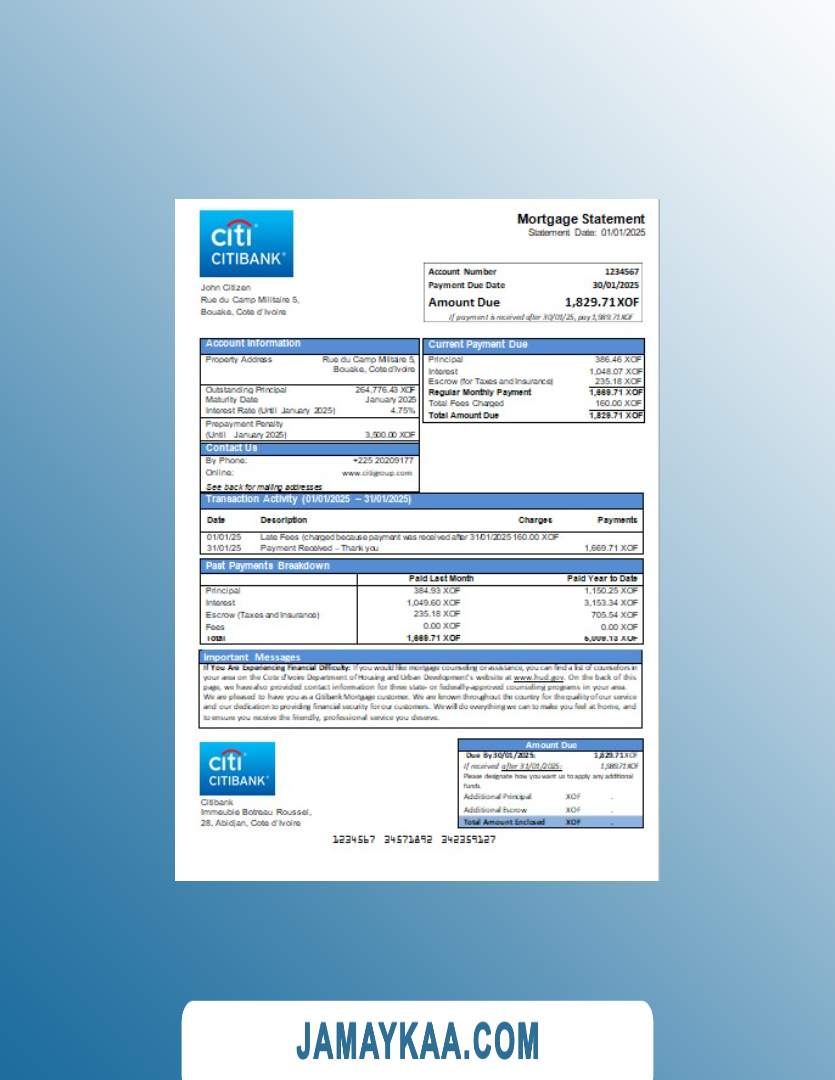 citi
CITIBANK®
Mortgage Statement
Statement Date: 01/01/2025
John Citizen
Rue du Camp Militaire 5,
Bouake, Cote d'Ivoire
Account Number 1234567
Payment Due Date 30/01/2025
Amount Due 1,829.71XOF
If payment is received after 30/01/25, pay 1,989.71XOF
Account Information
Property Address Rue du Camp Militaire 5,
Bouake, Cote d'Ivoire
Outstanding Principal 264,776.43 XOF
Maturity Date January 2025
Interest Rate (Until January 2025) 4.75%
Prepayment Penalty
(Until January 2025) 3,500.00 XOF
Current Payment Due
Principal 386.46 XOF
Interest 1,048.07 XOF
Escrow (for Taxes and Insurance) 235.18 XOF
Regular Monthly Payment 1,669.71 XOF
Total Fees Charged 160.00 XOF
Total Amount Due 1,829.71 XOF
Contact Us
By Phone: +225 20209177
Online: www.citigroup.com
See back for mailing addresses
Transaction Activity (01/01/2025 – 31/01/2025)
Date Description Charges Payments
01/01/25 Late Fees (charged because payment was received after 31/01/2025 160.00 XOF
31/01/25 Payment Received – Thank you 1,669.71 XOF
Past Payments Breakdown
Paid Last Month Paid Year to Date
Principal 384.93 XOF 1,150.25 XOF
Interest 1,049.60 XOF 3,153.34 XOF
Escrow (Taxes and Insurance) 235.18 XOF 705.54 XOF
Fees 0.00 XOF 0.00 XOF
Total 1,669.71 XOF 5,009.13 XOF
Important Messages
If You Are Experiencing Financial Difficulty: If you would like mortgage counseling or assistance, you can find a list of counselors in
your area on the Cote d'Ivoire Department of Housing and Urban Development's website at www.hud.gov. On the back of this
page, we have also provided contact information for three state- or federally-approved counselling programs in your area.
We are pleased to have you as a Citibank Mortgage customer. We are known throughout the country for the quality of our service
and our dedication to providing financial security for our customers. We will do everything we can to make you feel at home, and
to ensure you receive the friendly, professional service you deserve.
citi
CITIBANK®
Citibank
Immeuble Botreau Roussel,
28, Abidjan, Cote d'Ivoire
Amount Due
Due By 30/01/2025: 1,829.71XOF
If received after 31/01/2025: 1,989.71XOF
Please designate how you want us to apply any additional
funds.
Additional Principal XOF .
Additional Escrow XOF .
Total Amount Enclosed XOF .
1234567 34571892 342359127
JAMAYKAA.COM